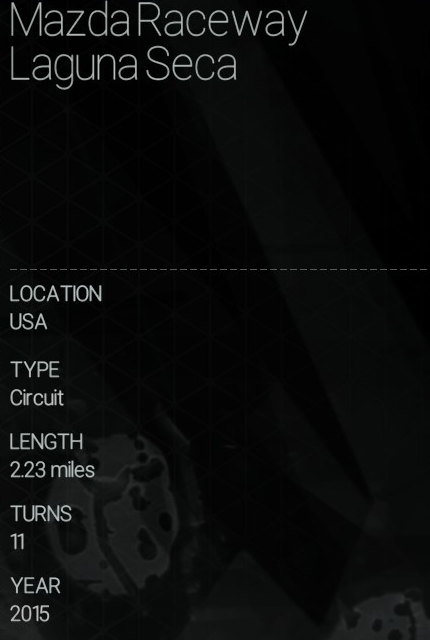 Mazda Raceway
Laguna Seca
LOCATION
USA
TYPE
Circuit
LENGTH
2.23 miles
TURNS
11
YEAR
2015